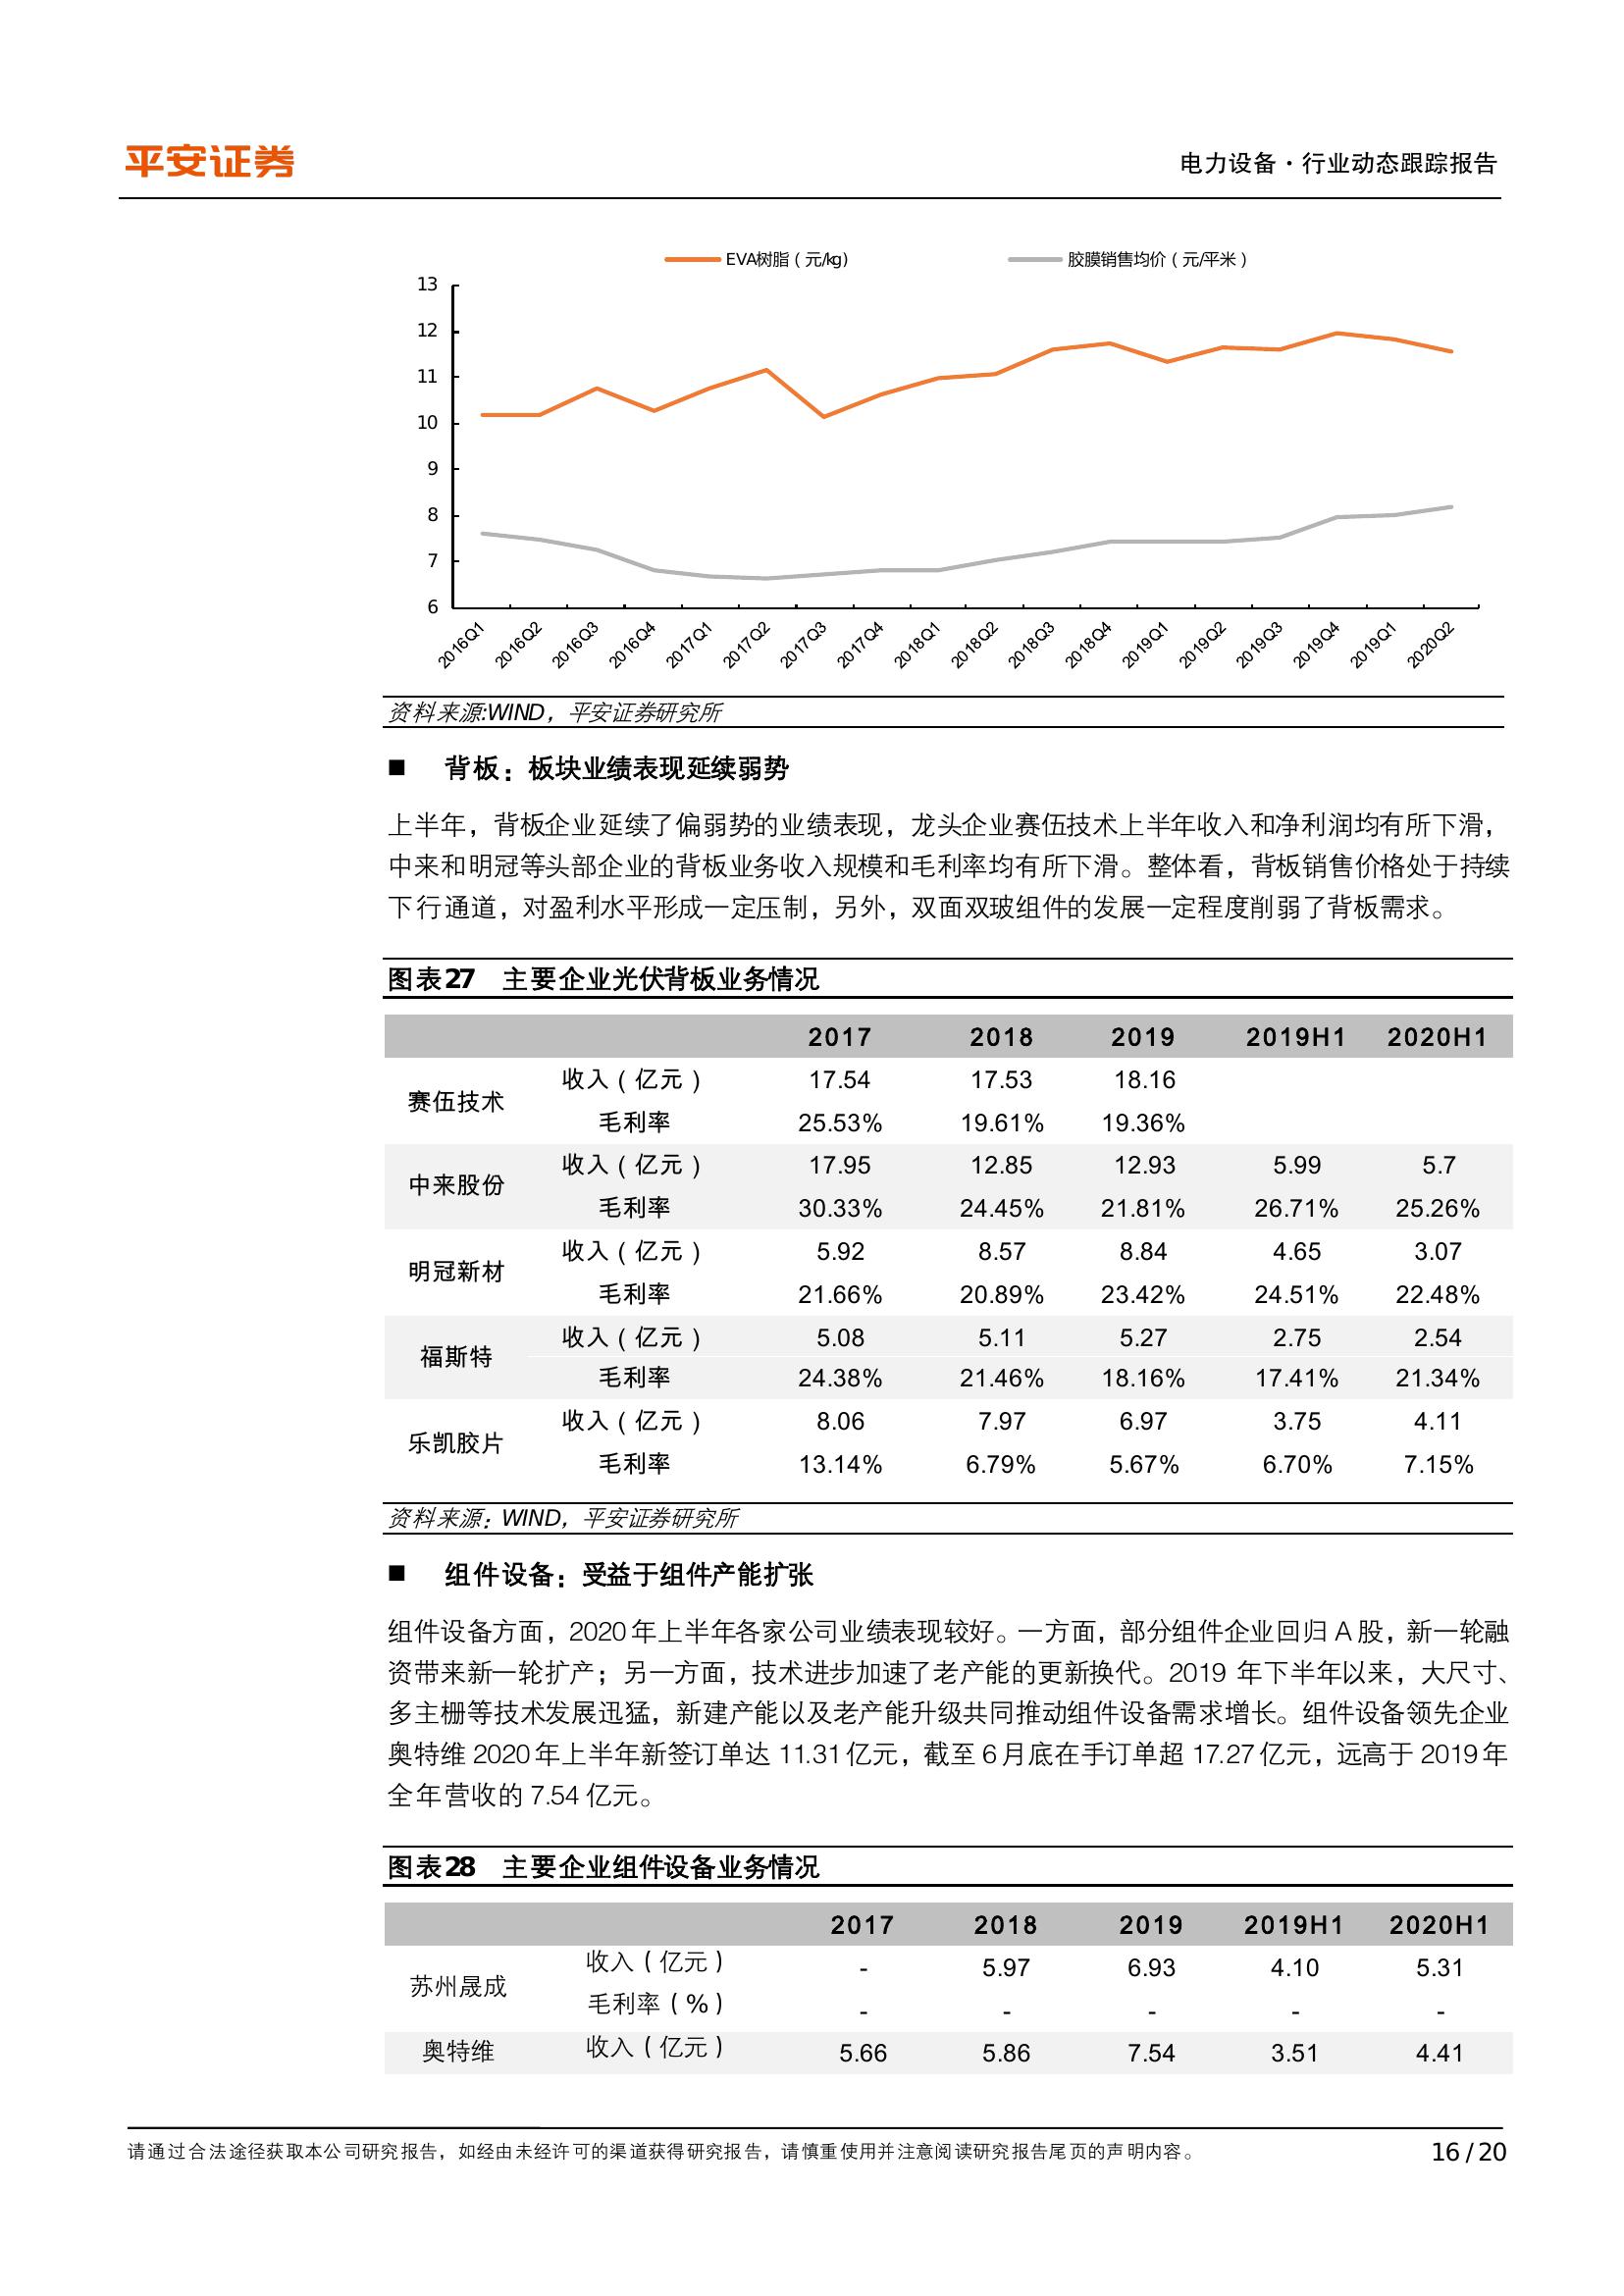 平安证券
电力设备·行业动态跟踪报告
EVA树脂（元/kg） 胶膜销售均价（元/平米）
13
12
11
10
9
8
7
6
2016Q1 2016Q2 2016Q3 2016Q4 2017Q1 2017Q2 2017Q3 2017Q4 2018Q1 2018Q2 2018Q3 2018Q4 2019Q1 2019Q2 2019Q3 2019Q4 2019Q1 2020Q2
资料来源:WIND，平安证券研究所
■ 背板：板块业绩表现延续弱势
上半年，背板企业延续了偏弱势的业绩表现，龙头企业赛伍技术上半年收入和净利润均有所下滑，
中来和明冠等头部企业的背板业务收入规模和毛利率均有所下滑。整体看，背板销售价格处于持续
下行通道，对盈利水平形成一定压制，另外，双面双玻组件的发展一定程度削弱了背板需求。
图表27 主要企业光伏背板业务情况
2017 2018 2019 2019H1 2020H1
赛伍技术
收入（亿元） 17.54 17.53 18.16
毛利率 25.53% 19.61% 19.36%
中来股份
收入（亿元） 17.95 12.85 12.93 5.99 5.7
毛利率 30.33% 24.45% 21.81% 26.71% 25.26%
明冠新材
收入（亿元） 5.92 8.57 8.84 4.65 3.07
毛利率 21.66% 20.89% 23.42% 24.51% 22.48%
福斯特
收入（亿元） 5.08 5.11 5.27 2.75 2.54
毛利率 24.38% 21.46% 18.16% 17.41% 21.34%
乐凯胶片
收入（亿元） 8.06 7.97 6.97 3.75 4.11
毛利率 13.14% 6.79% 5.67% 6.70% 7.15%
资料来源：WIND，平安证券研究所
■ 组件设备：受益于组件产能扩张
组件设备方面，2020 年上半年各家公司业绩表现较好。一方面，部分组件企业回归 A 股，新一轮融
资带来新一轮扩产；另一方面，技术进步加速了老产能的更新换代。2019 年下半年以来，大尺寸、
多主栅等技术发展迅猛，新建产能以及老产能升级共同推动组件设备需求增长。组件设备领先企业
奥特维 2020 年上半年新签订单达 11.31 亿元，截至 6 月底在手订单超 17.27 亿元，远高于 2019 年
全年营收的 7.54 亿元。
图表28 主要企业组件设备业务情况
2017 2018 2019 2019H1 2020H1
苏州晟成
收入（亿元） - 5.97 6.93 4.10 5.31
毛利率（%） - - - - -
奥特维 收入（亿元） 5.66 5.86 7.54 3.51 4.41
请通过合法途径获取本公司研究报告，如经由未经许可的渠道获得研究报告，请慎重使用并注意阅读研究报告尾页的声明内容。
16 / 20